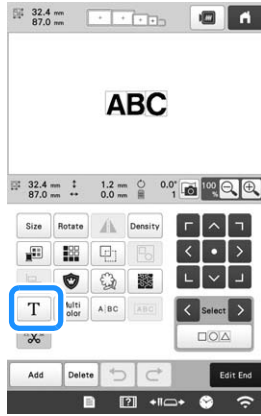 32.4 mm
87.0 mm
ABC
32.4 mm 1.2 mm 0.0° 100 %
87.0 mm 0.0 mm 1
Size Rotate Density
T Multi Color A|BC ABC
Select
Add Delete Edit End
[?]